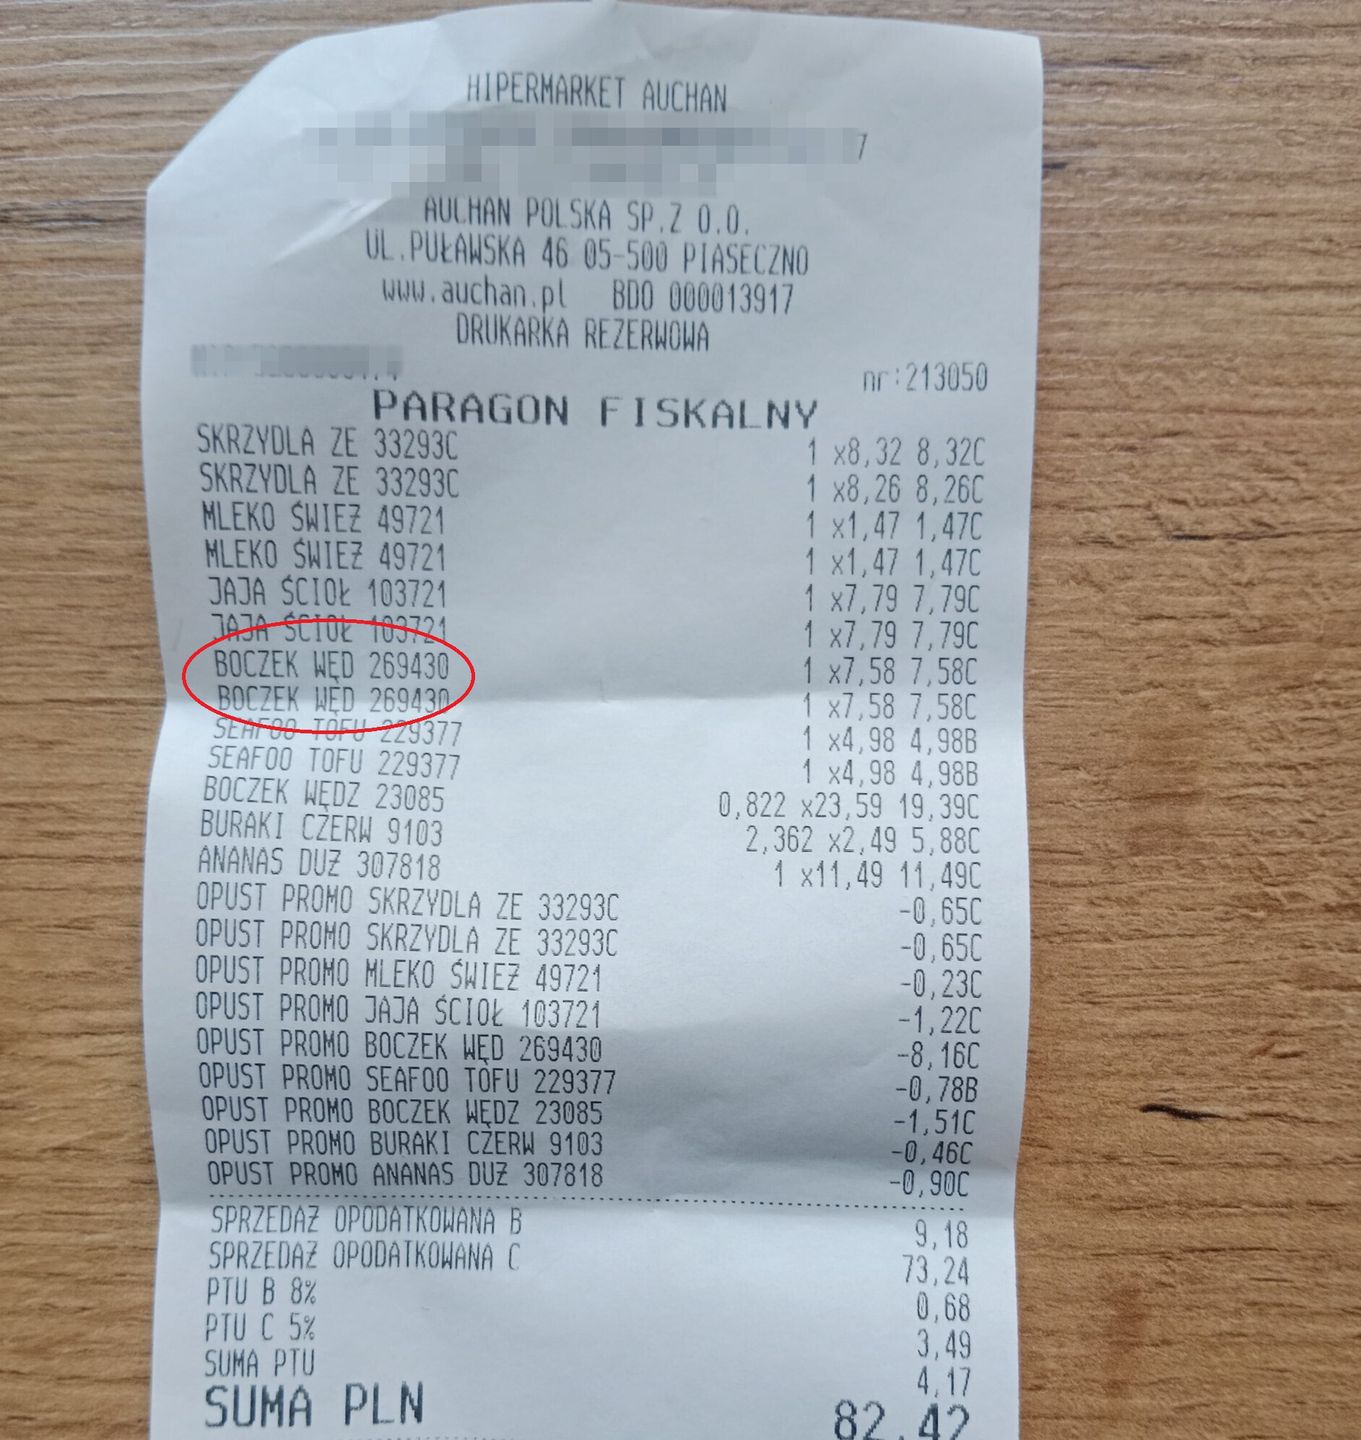 HIPERMARKET AUCHAN
7
AUCHAN POLSKA SP.Z O.O.
UL.PUŁAWSKA 46 05-500 PIASECZNO
www.auchan.pl BDO 000013917
DRUKARKA REZERWOWA
nr:213050
PARAGON FISKALNY
SKRZYDLA ZE 33293C 1 x8,32 8,32C
SKRZYDLA ZE 33293C 1 x8,26 8,26C
MLEKO ŚWIEŻ 49721 1 x1,47 1,47C
MLEKO ŚWIEŻ 49721 1 x1,47 1,47C
JAJA ŚCIOŁ 103721 1 x7,79 7,79C
JAJA ŚCIOŁ 103721 1 x7,79 7,79C
BOCZEK WĘD 269430 1 x7,58 7,58C
BOCZEK WĘD 269430 1 x7,58 7,58C
SEAFOO TOFU 229377 1 x4,98 4,98B
SEAFOO TOFU 229377 1 x4,98 4,98B
BOCZEK WĘDZ 23085 0,822 x23,59 19,39C
BURAKI CZERW 9103 2,362 x2,49 5,88C
ANANAS DUŻ 307818 1 x11,49 11,49C
OPUST PROMO SKRZYDLA ZE 33293C -0,65C
OPUST PROMO SKRZYDLA ZE 33293C -0,65C
OPUST PROMO MLEKO ŚWIEŻ 49721 -0,23C
OPUST PROMO JAJA ŚCIOŁ 103721 -1,22C
OPUST PROMO BOCZEK WĘD 269430 -8,16C
OPUST PROMO SEAFOO TOFU 229377 -0,78B
OPUST PROMO BOCZEK WĘDZ 23085 -1,51C
OPUST PROMO BURAKI CZERW 9103 -0,46C
OPUST PROMO ANANAS DUŻ 307818 -0,90C
SPRZEDAŻ OPODATKOWANA B 9,18
SPRZEDAŻ OPODATKOWANA C 73,24
PTU B 8% 0,68
PTU C 5% 3,49
SUMA PTU 4,17
SUMA PLN 82,42